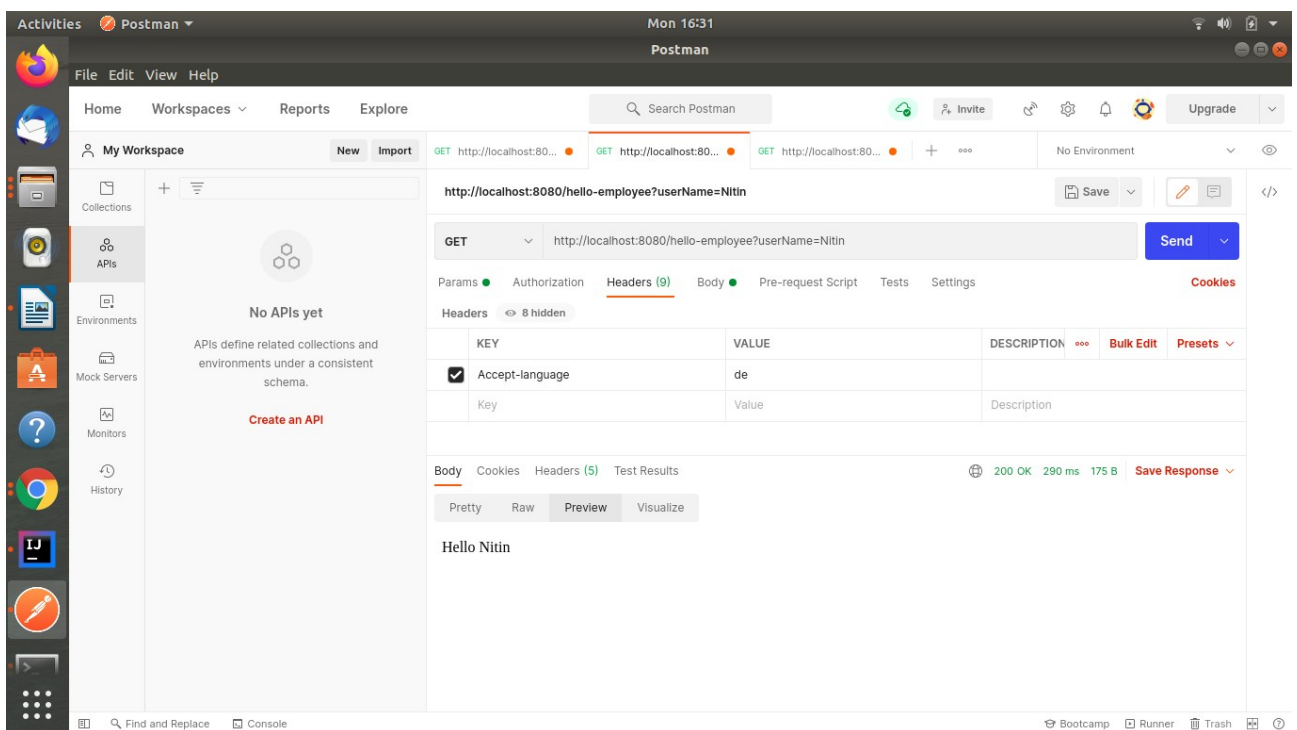 Activities Postman Mon 16:31
Postman
File Edit View Help
Home Workspaces Reports Explore Search Postman Invite Upgrade
My Workspace New Import GET http://localhost:80... GET http://localhost:80... GET http://localhost:80... + No Environment
Collections
APIs
Environments
Mock Servers
Monitors
History
No APIs yet
APIs define related collections and
environments under a consistent
schema.
Create an API
http://localhost:8080/hello-employee?userName=Nitin Save </>
GET http://localhost:8080/hello-employee?userName=Nitin Send
Params Authorization Headers (9) Body Pre-request Script Tests Settings Cookies
Headers 8 hidden
KEY VALUE DESCRIPTION Bulk Edit Presets
Accept-language de
Key Value Description
Body Cookies Headers (5) Test Results 200 OK 290 ms 175 B Save Response
Pretty Raw Preview Visualize
Hello Nitin
Find and Replace Console Bootcamp Runner Trash